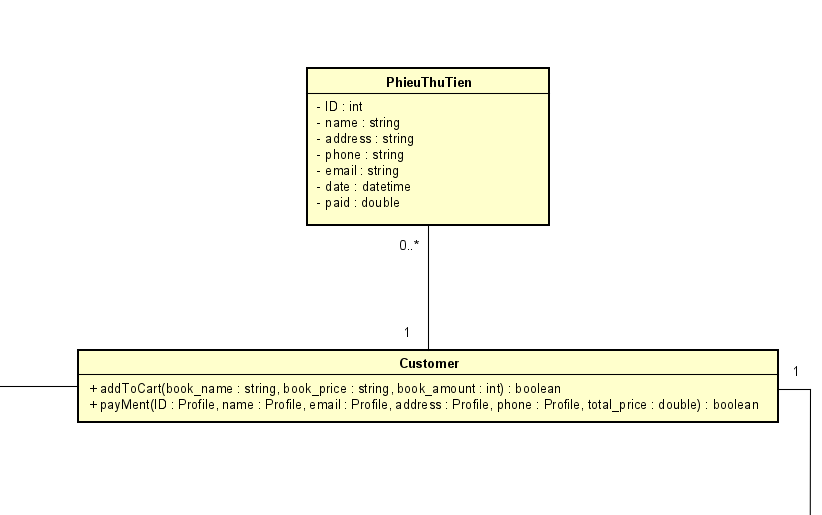 PhieuThuTien
- ID : int
- name : string
- address : string
- phone : string
- email : string
- date : datetime
- paid : double
0..*
1
Customer
1
+ addToCart(book_name : string, book_price : string, book_amount : int) : boolean
+ payMent(ID : Profile, name : Profile, email : Profile, address : Profile, phone : Profile, total_price : double) : boolean